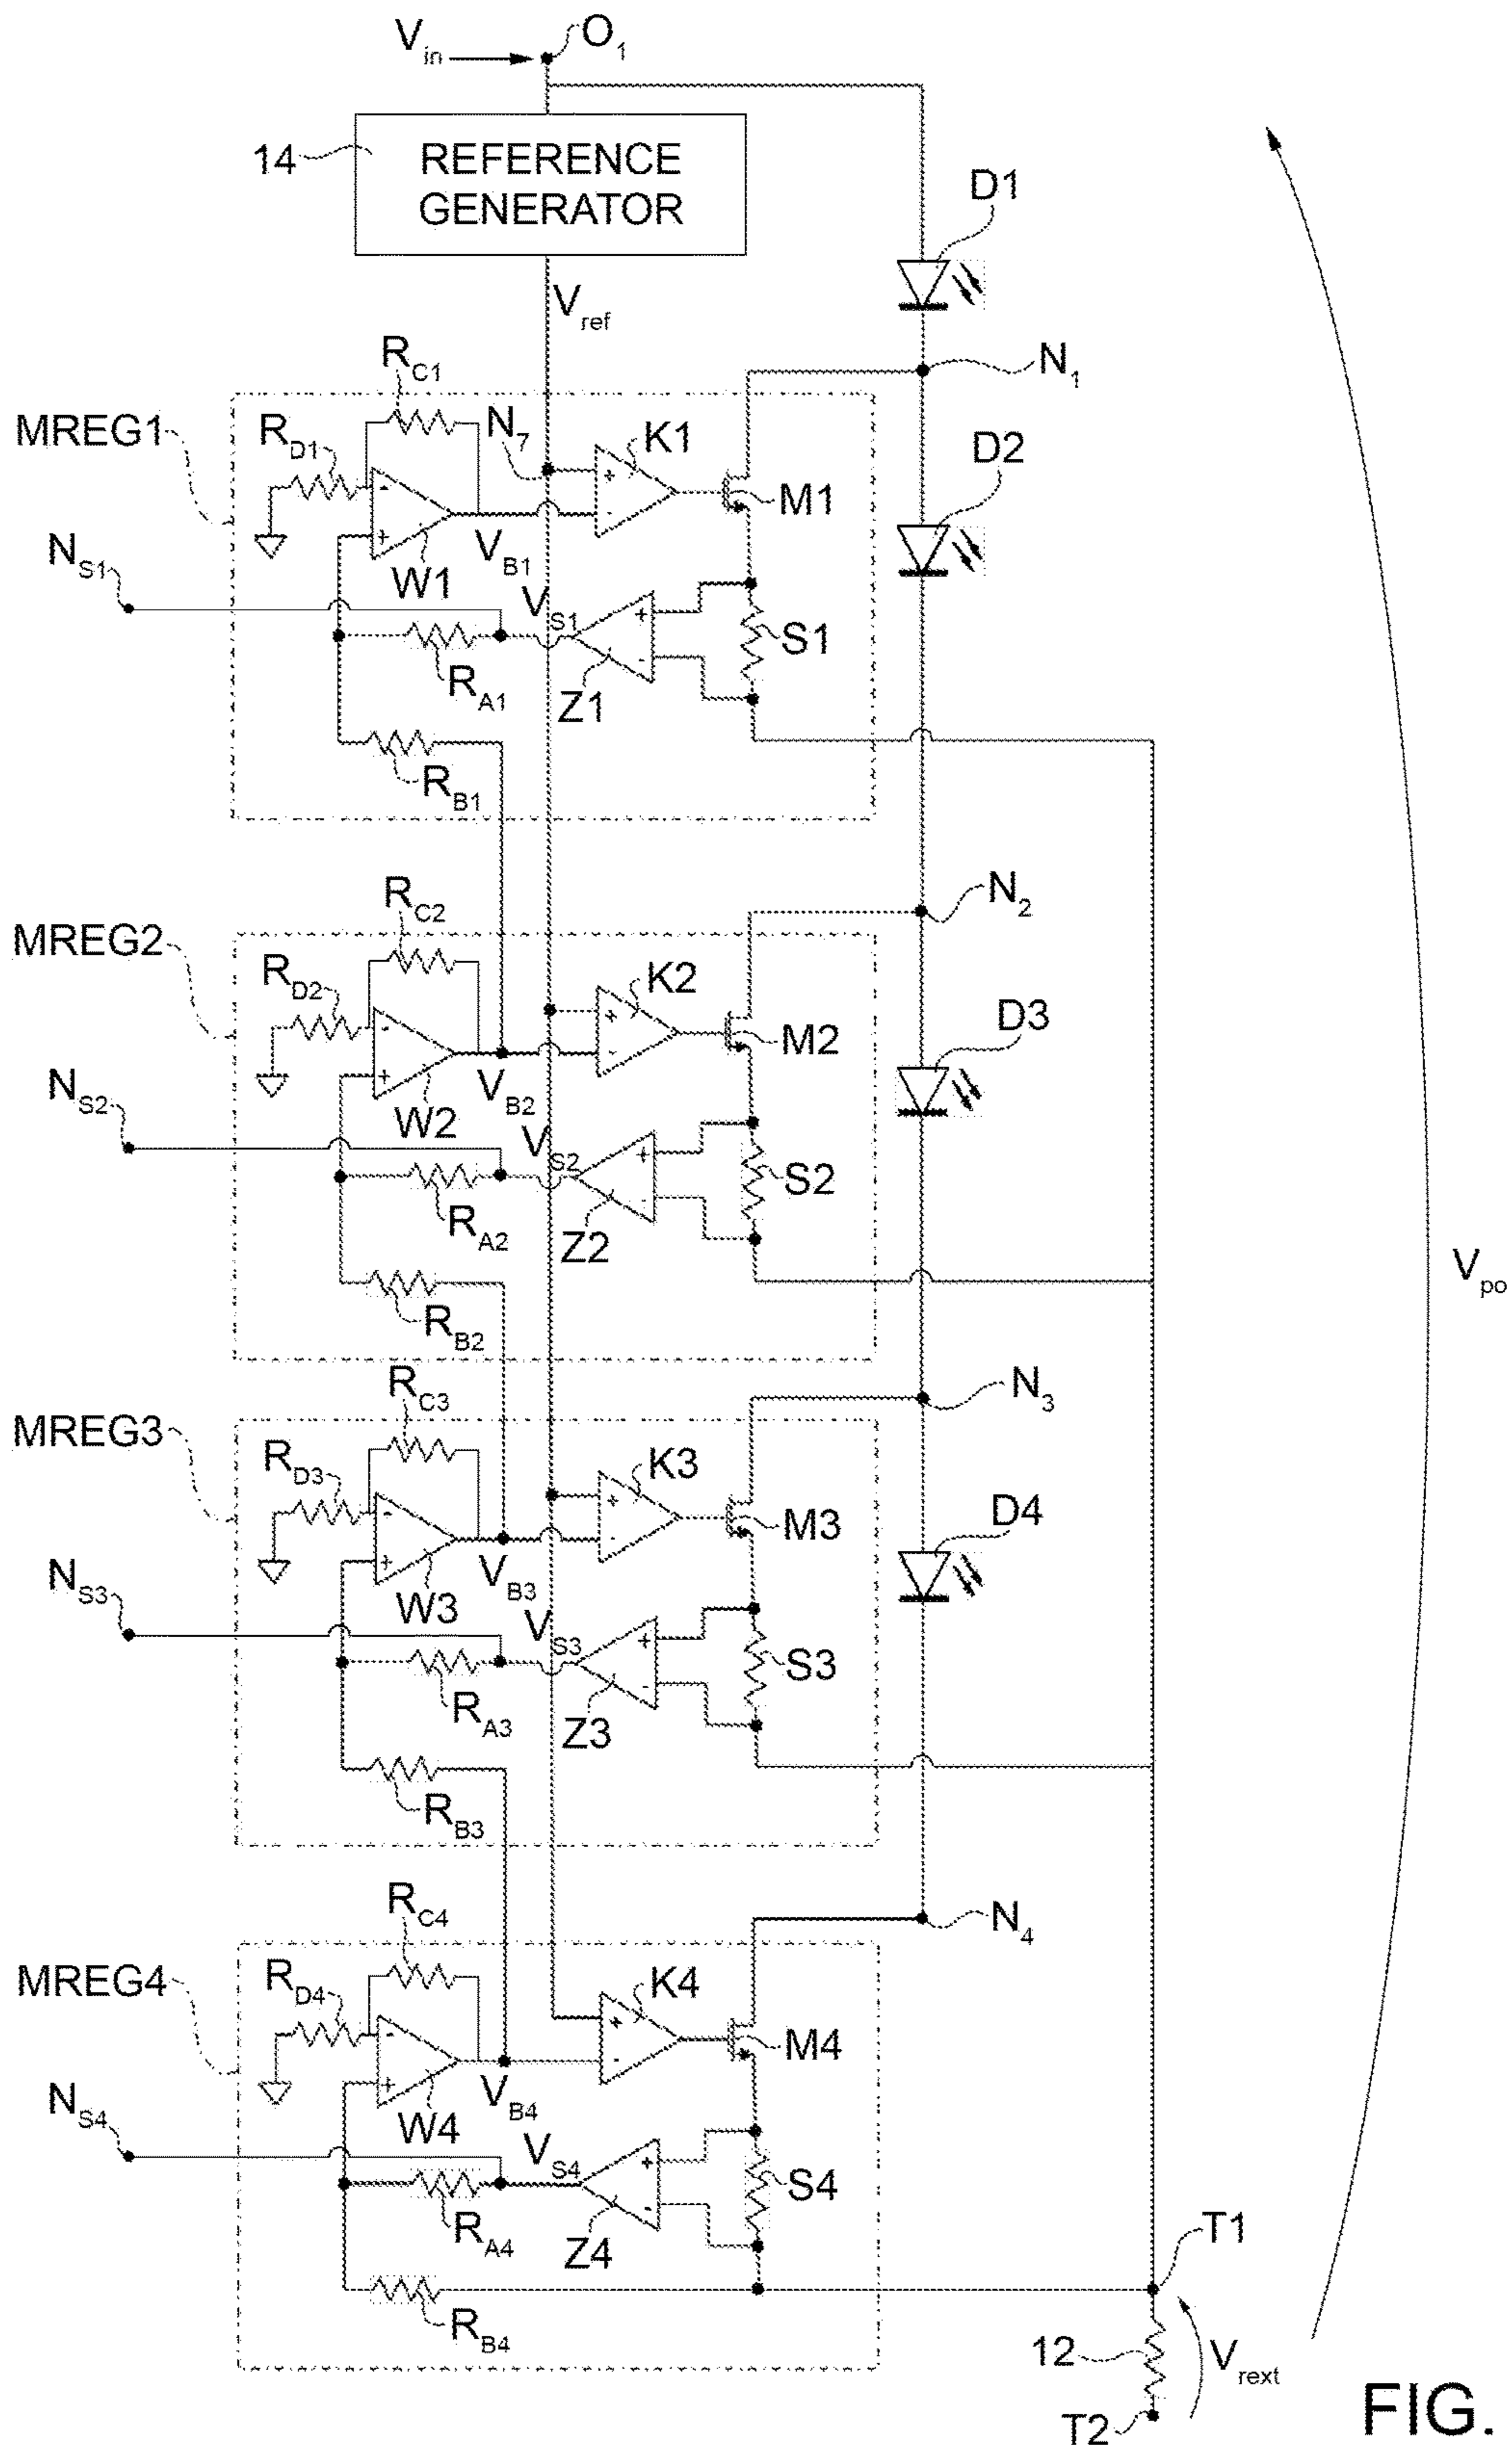 Vin
O1
14
REFERENCE
GENERATOR
D1
Vref
RC1
N1
MREG1
RD1
N7
K1
D2
M1
NS1
VB1
W1
VS1
S1
RA1
Z1
RB1
RC2
N2
MREG2
RD2
K2
D3
M2
NS2
VB2
W2
VS2
S2
RA2
Z2
Vpo
RB2
RC3
N3
MREG3
RD3
K3
D4
M3
NS3
VB3
W3
VS3
S3
RA3
Z3
RB3
RC4
N4
MREG4
RD4
K4
M4
NS4
VB4
W4
VS4
S4
RA4
Z4
T1
RB4
12
Vrext
T2
FIG.